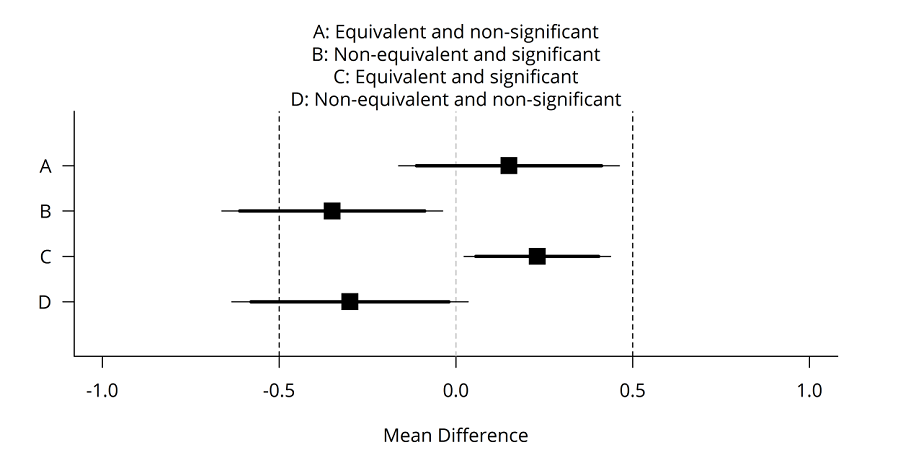 A: Equivalent and non-significant
B: Non-equivalent and significant
C: Equivalent and significant
D: Non-equivalent and non-significant
A
B
C
D
-1.0 -0.5 0.0 0.5 1.0
Mean Difference